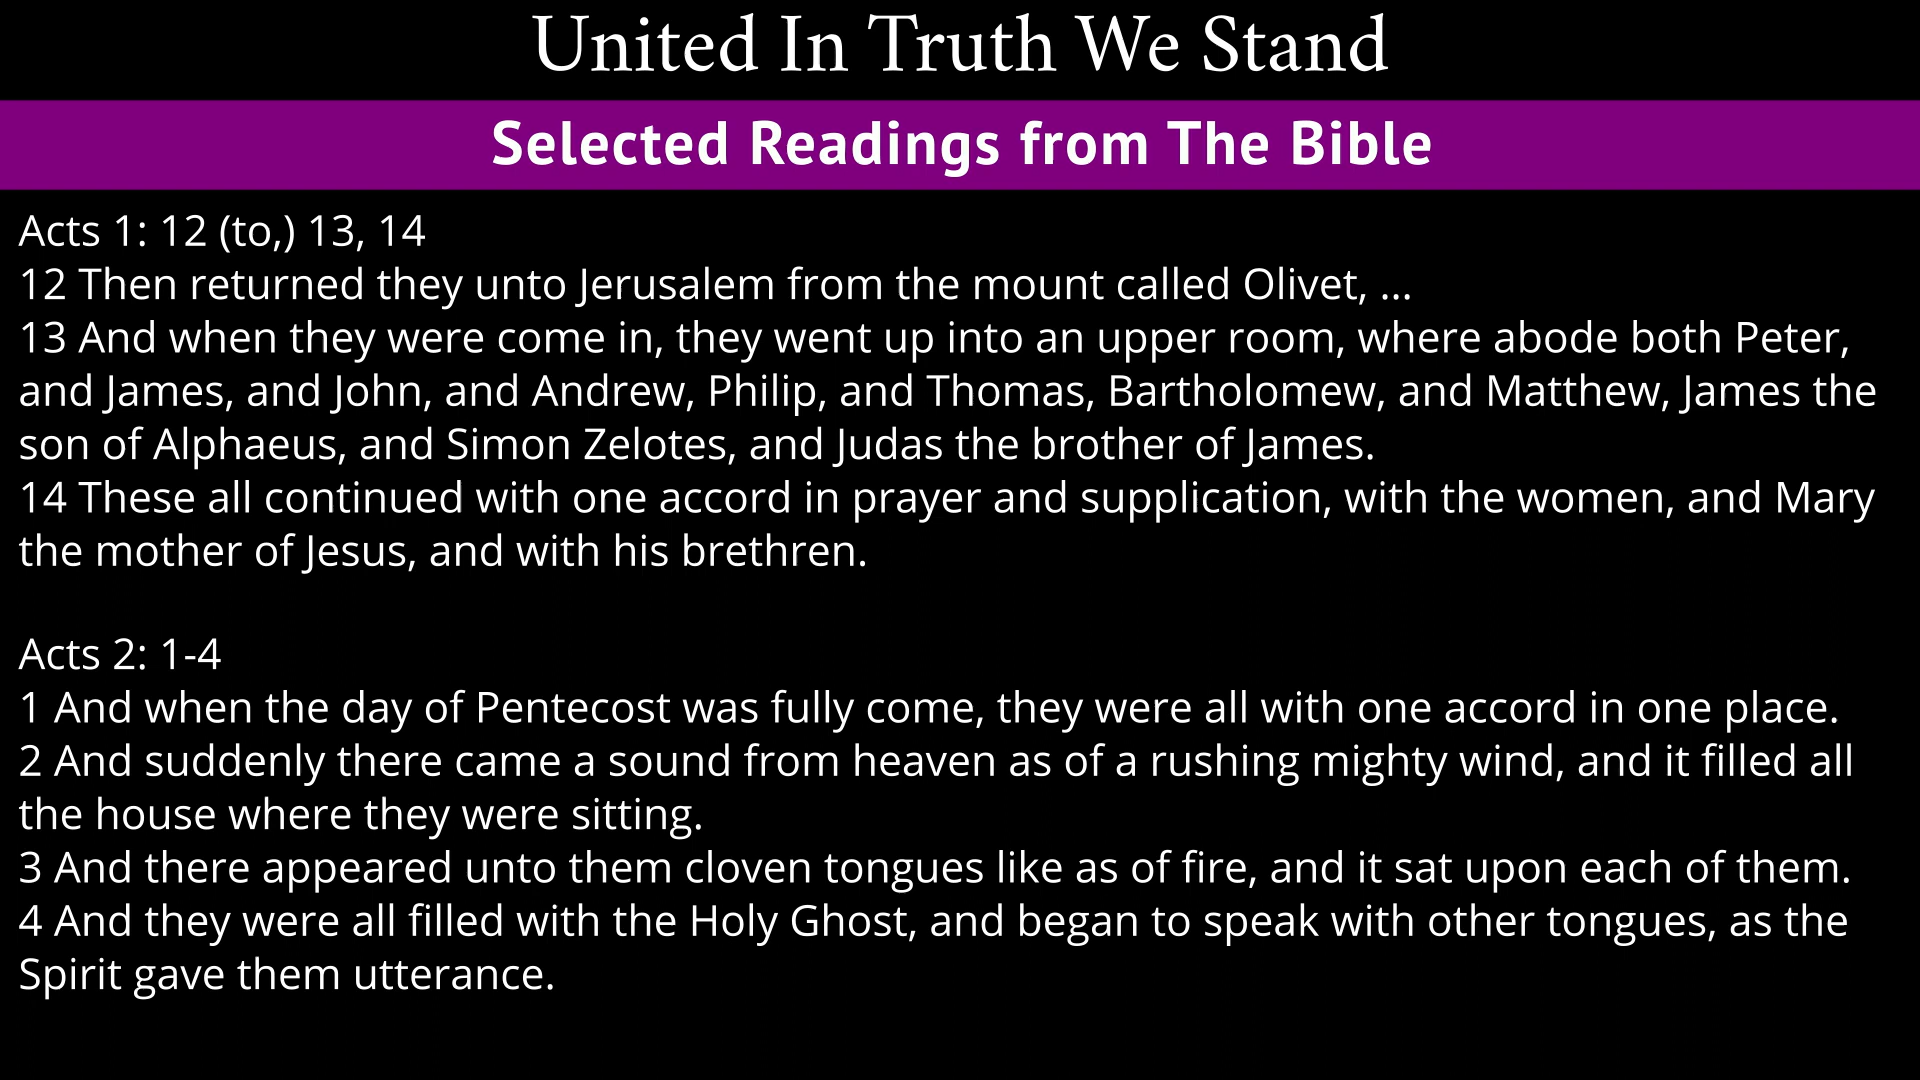 United In Truth We Stand
Selected Readings from The Bible
Acts 1: 12 (to,) 13, 14
12 Then returned they unto Jerusalem from the mount called Olivet, ...
13 And when they were come in, they went up into an upper room, where abode both Peter,
and James, and John, and Andrew, Philip, and Thomas, Bartholomew, and Matthew, James the
son of Alphaeus, and Simon Zelotes, and Judas the brother of James.
14 These all continued with one accord in prayer and supplication, with the women, and Mary
the mother of Jesus, and with his brethren.
Acts 2: 1-4
1 And when the day of Pentecost was fully come, they were all with one accord in one place.
2 And suddenly there came a sound from heaven as of a rushing mighty wind, and it filled all
the house where they were sitting.
3 And there appeared unto them cloven tongues like as of fire, and it sat upon each of them.
4 And they were all filled with the Holy Ghost, and began to speak with other tongues, as the
Spirit gave them utterance.